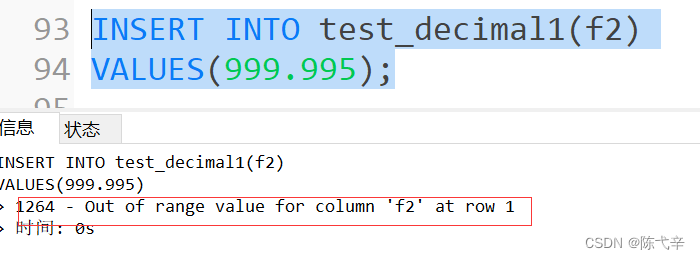 93 INSERT INTO test_decimal1(f2)
94 VALUES(999.995);
95
信息 状态
INSERT INTO test_decimal1(f2)
VALUES(999.995)
> 1264 - Out of range value for column 'f2' at row 1
> 时间: 0s
CSDN @陈弋辛